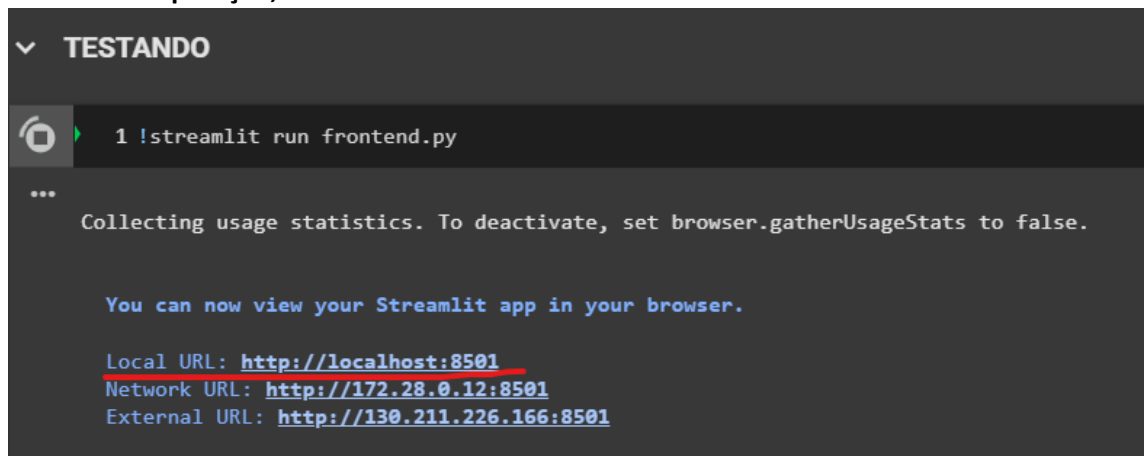 TESTANDO
1 !streamlit run frontend.py
...
Collecting usage statistics. To deactivate, set browser.gatherUsageStats to false.
You can now view your Streamlit app in your browser.
Local URL: http://localhost:8501
Network URL: http://172.28.0.12:8501
External URL: http://130.211.226.166:8501